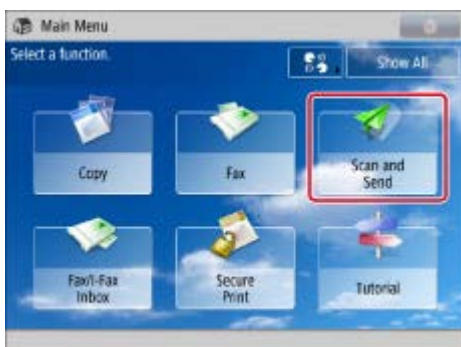 Main Menu
Select a function.
Show All
Copy
Fax
Scan and
Send
Fax/I-Fax
Inbox
Secure
Print
Tutorial